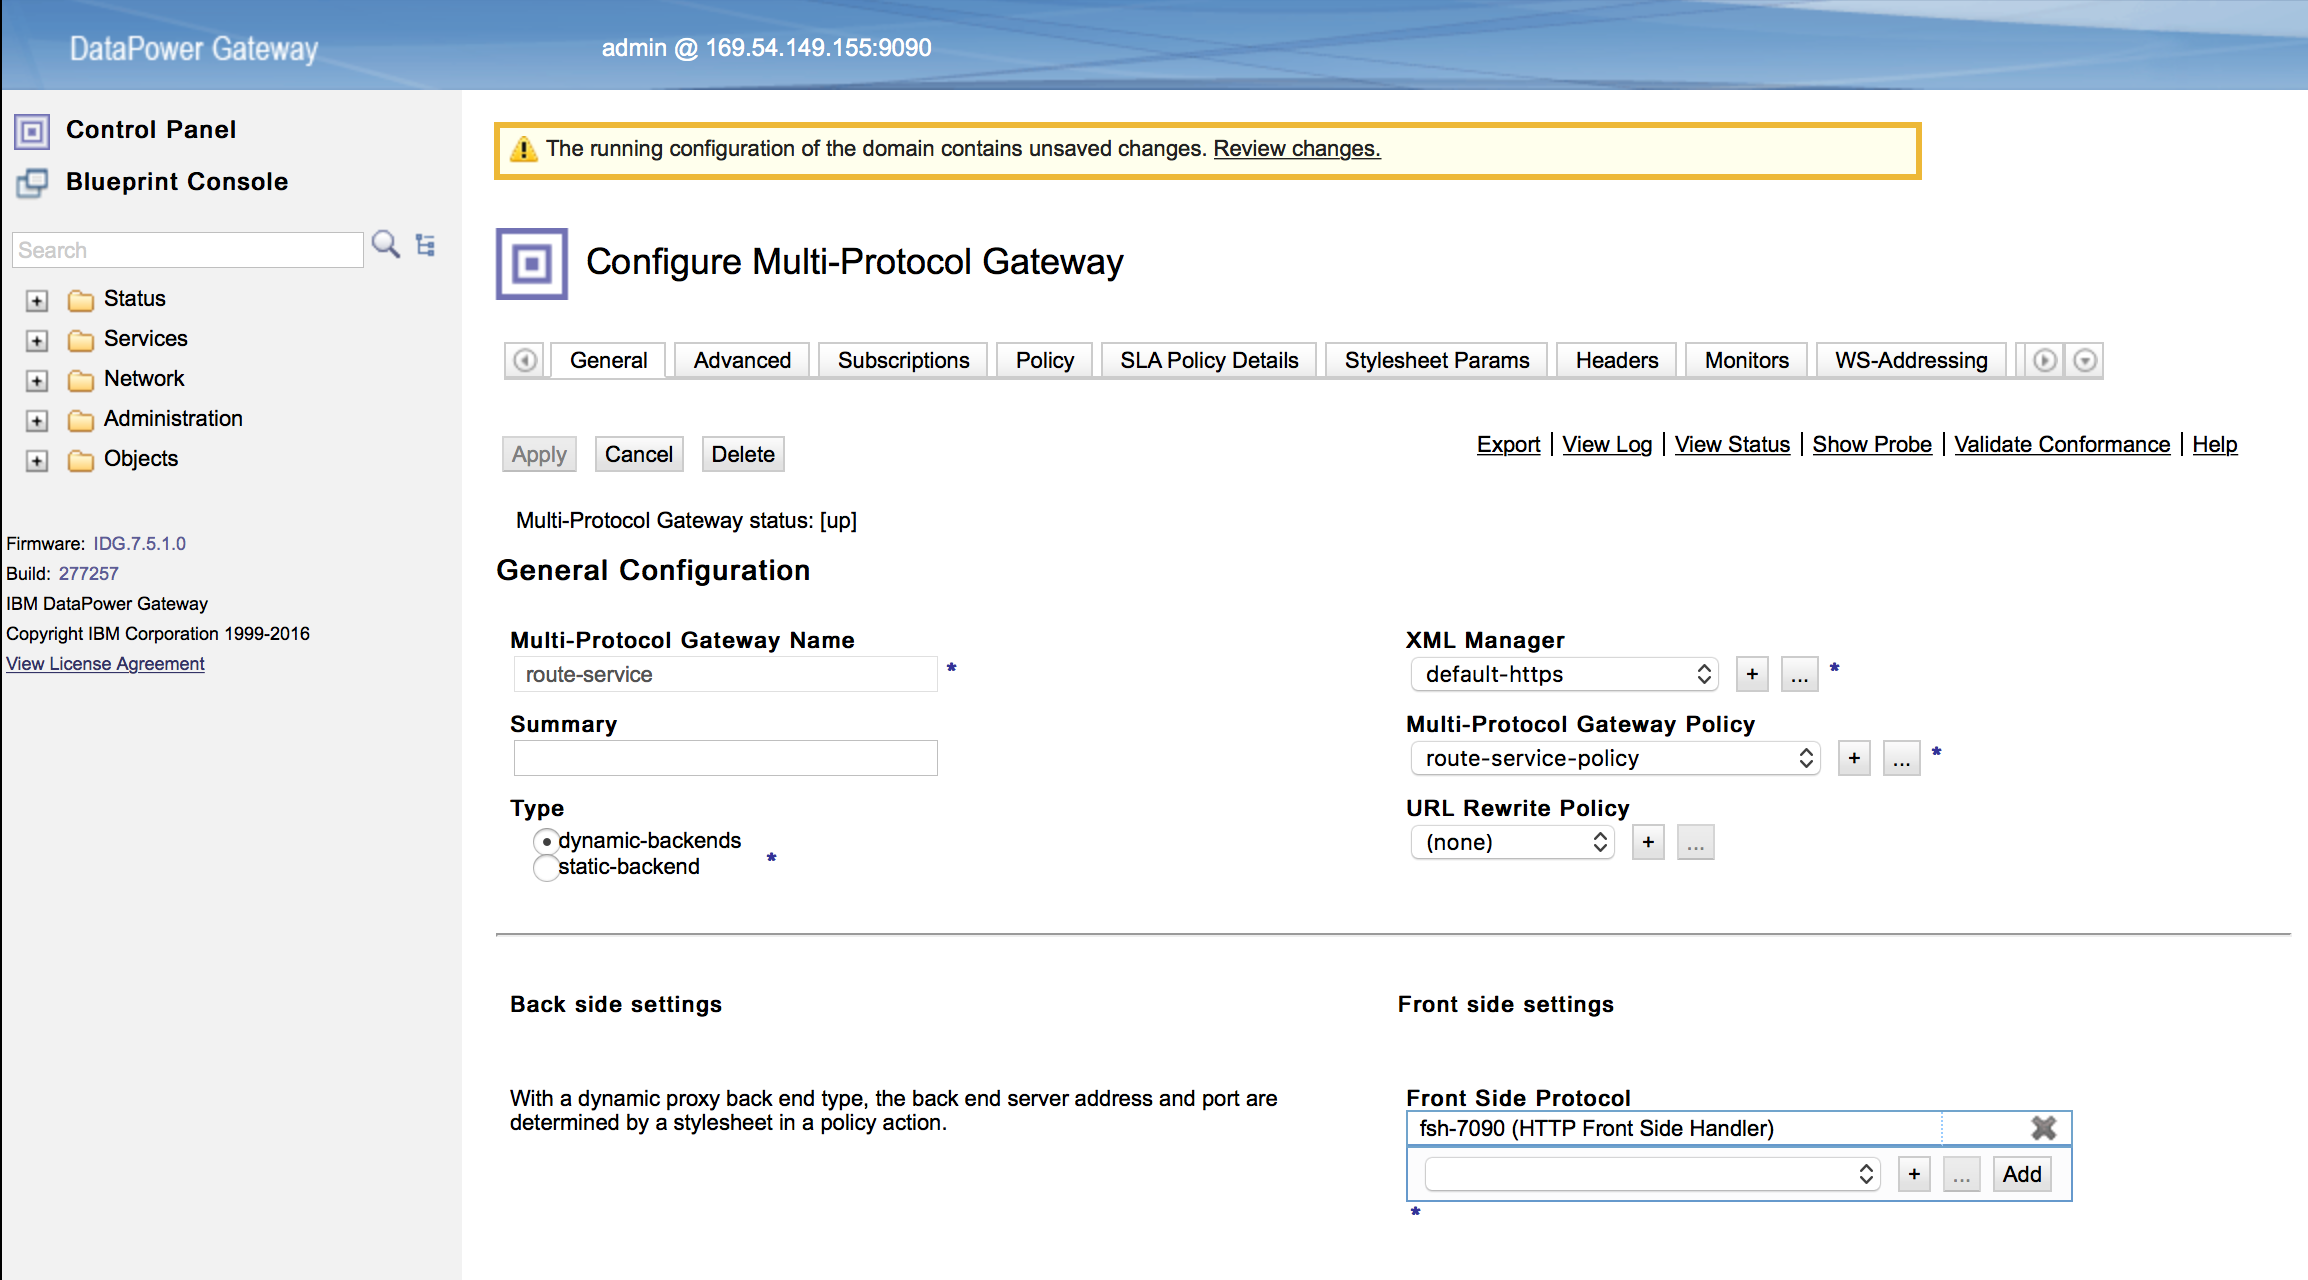 DataPower Gateway
admin @ 169.54.149.155:9090
Control Panel
Blueprint Console
Search
Status
Services
Network
Administration
Objects
Firmware: IDG.7.5.1.0
Build: 277257
IBM DataPower Gateway
Copyright IBM Corporation 1999-2016
View License Agreement
The running configuration of the domain contains unsaved changes. Review changes.
Configure Multi-Protocol Gateway
General
Advanced
Subscriptions
Policy
SLA Policy Details
Stylesheet Params
Headers
Monitors
WS-Addressing
Apply
Cancel
Delete
Export | View Log | View Status | Show Probe | Validate Conformance | Help
Multi-Protocol Gateway status: [up]
General Configuration
Multi-Protocol Gateway Name
route-service *
Summary
Type
dynamic-backends
static-backend *
XML Manager
default-https + ... *
Multi-Protocol Gateway Policy
route-service-policy + ... *
URL Rewrite Policy
(none) + ...
Back side settings
With a dynamic proxy back end type, the back end server address and port are
determined by a stylesheet in a policy action.
Front side settings
Front Side Protocol
fsh-7090 (HTTP Front Side Handler)
+ ... Add
*